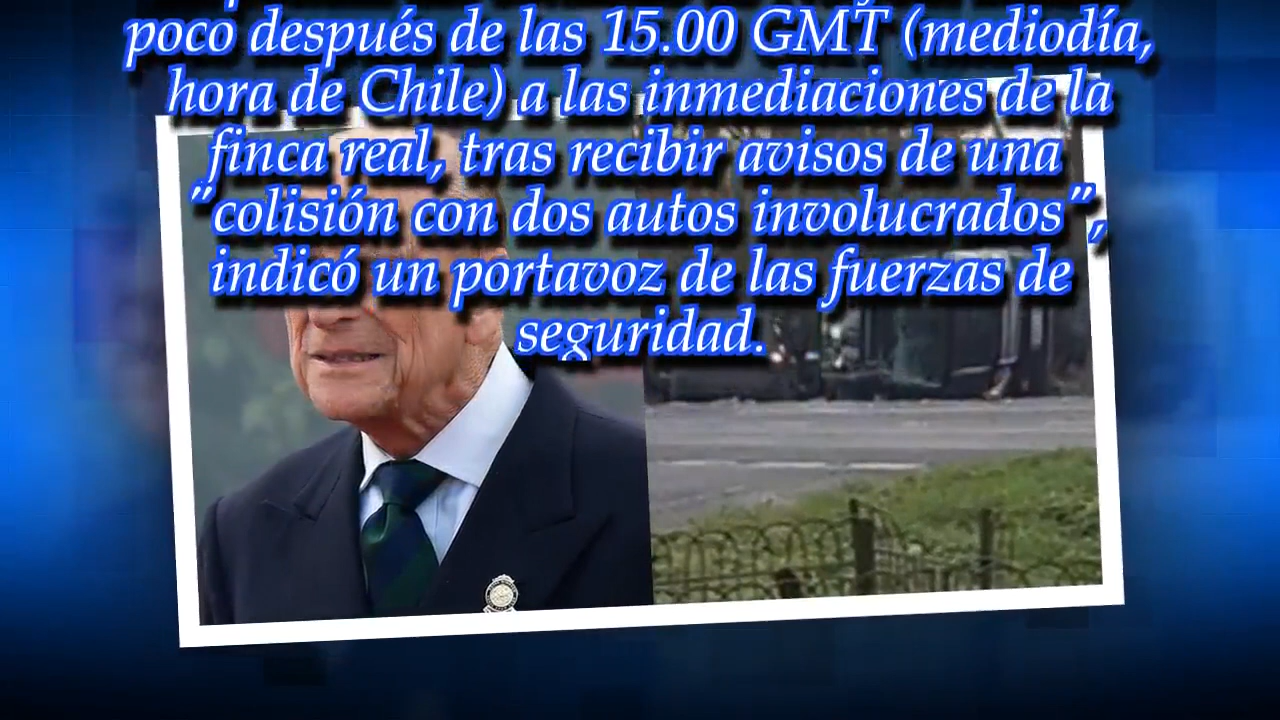 poco después de las 15.00 GMT (mediodía,
hora de Chile) a las inmediaciones de la
finca real, tras recibir avisos de una
"colisión con dos autos involucrados",
indicó un portavoz de las fuerzas de
seguridad.